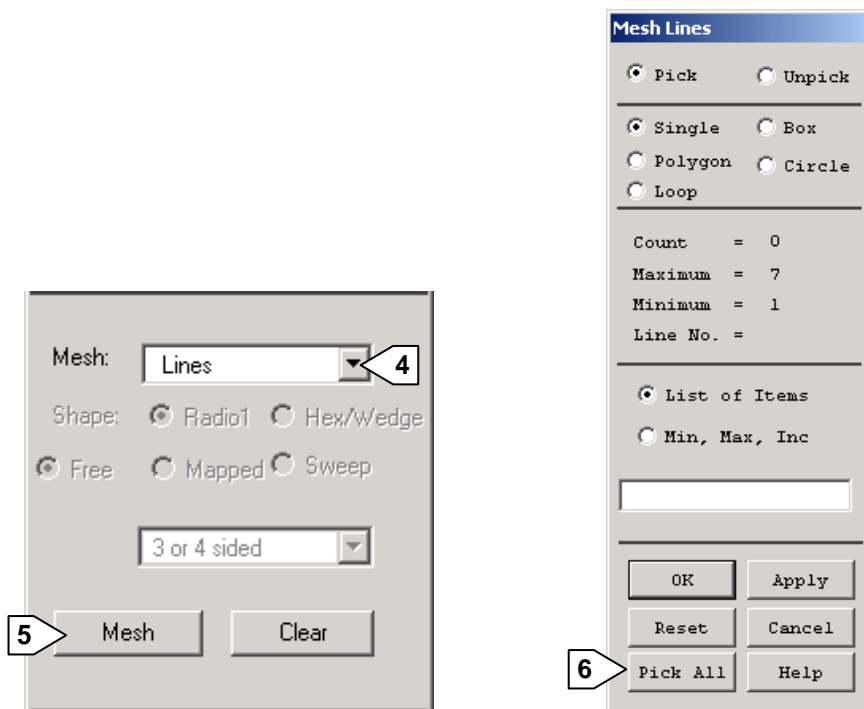 Mesh:
Lines
4
Shape:
Radio1
Hex/Wedge
Free
Mapped
Sweep
3 or 4 sided
5
Mesh
Clear
Mesh Lines
Pick
Unpick
Single
Box
Polygon
Circle
Loop
Count = 0
Maximum = 7
Minimum = 1
Line No. =
List of Items
Min, Max, Inc
OK
Apply
Reset
Cancel
6
Pick All
Help